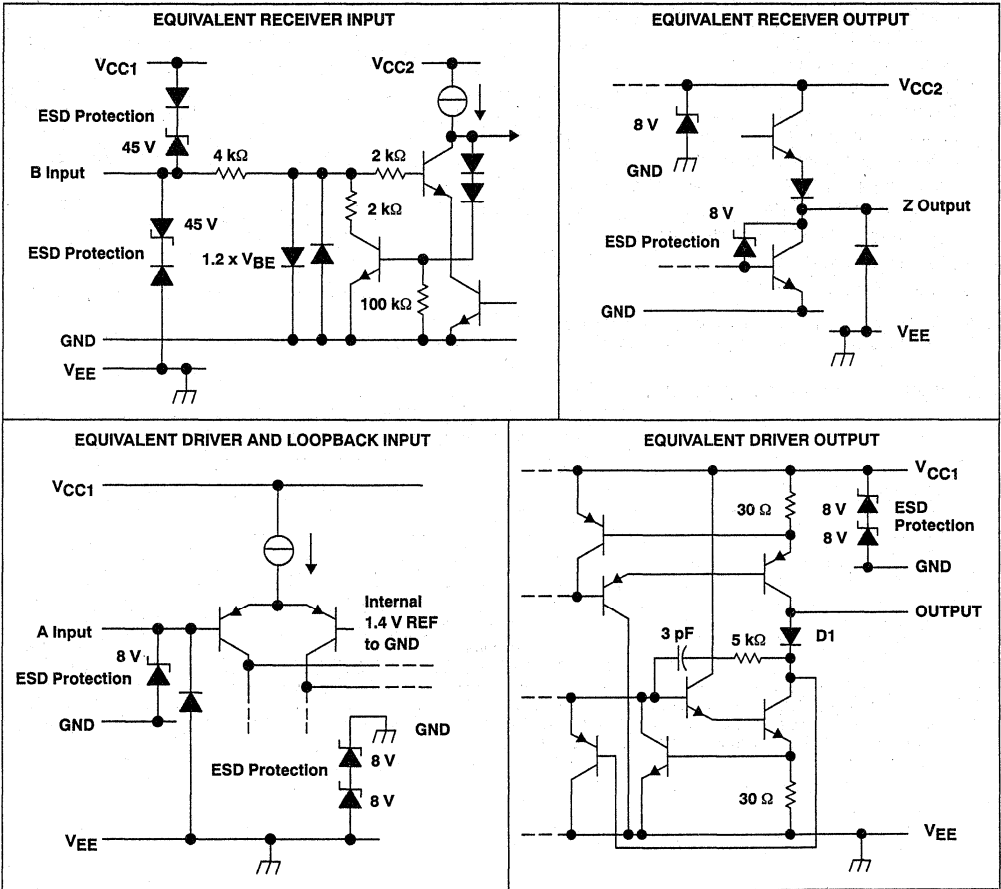 EQUIVALENT RECEIVER INPUT
VCC1
VCC2
ESD Protection
45 V
4 kΩ
2 kΩ
B Input
2 kΩ
45 V
ESD Protection
1.2 x VBE
100 kΩ
GND
VEE
EQUIVALENT RECEIVER OUTPUT
VCC2
8 V
GND
8 V
Z Output
ESD Protection
GND
VEE
EQUIVALENT DRIVER AND LOOPBACK INPUT
VCC1
Internal
1.4 V REF
to GND
A Input
8 V
ESD Protection
GND
GND
8 V
ESD Protection
8 V
VEE
EQUIVALENT DRIVER OUTPUT
VCC1
30 Ω
8 V
ESD
Protection
8 V
GND
OUTPUT
3 pF
5 kΩ
D1
30 Ω
VEE